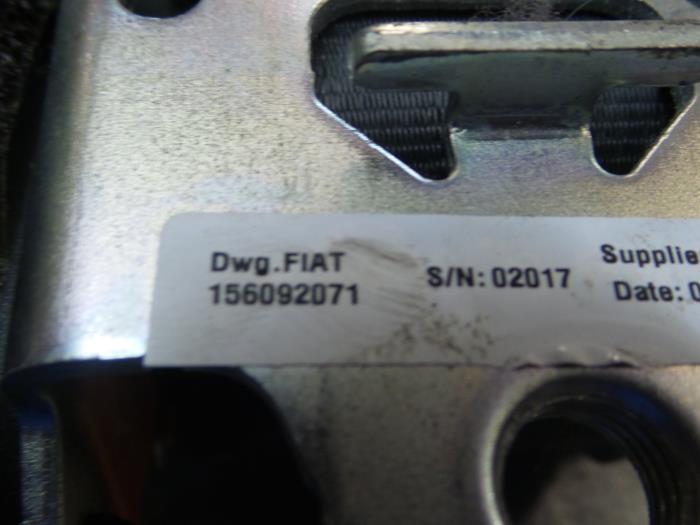 Dwg.FIAT
156092071
S/N: 02017
Supplie
Date: 0